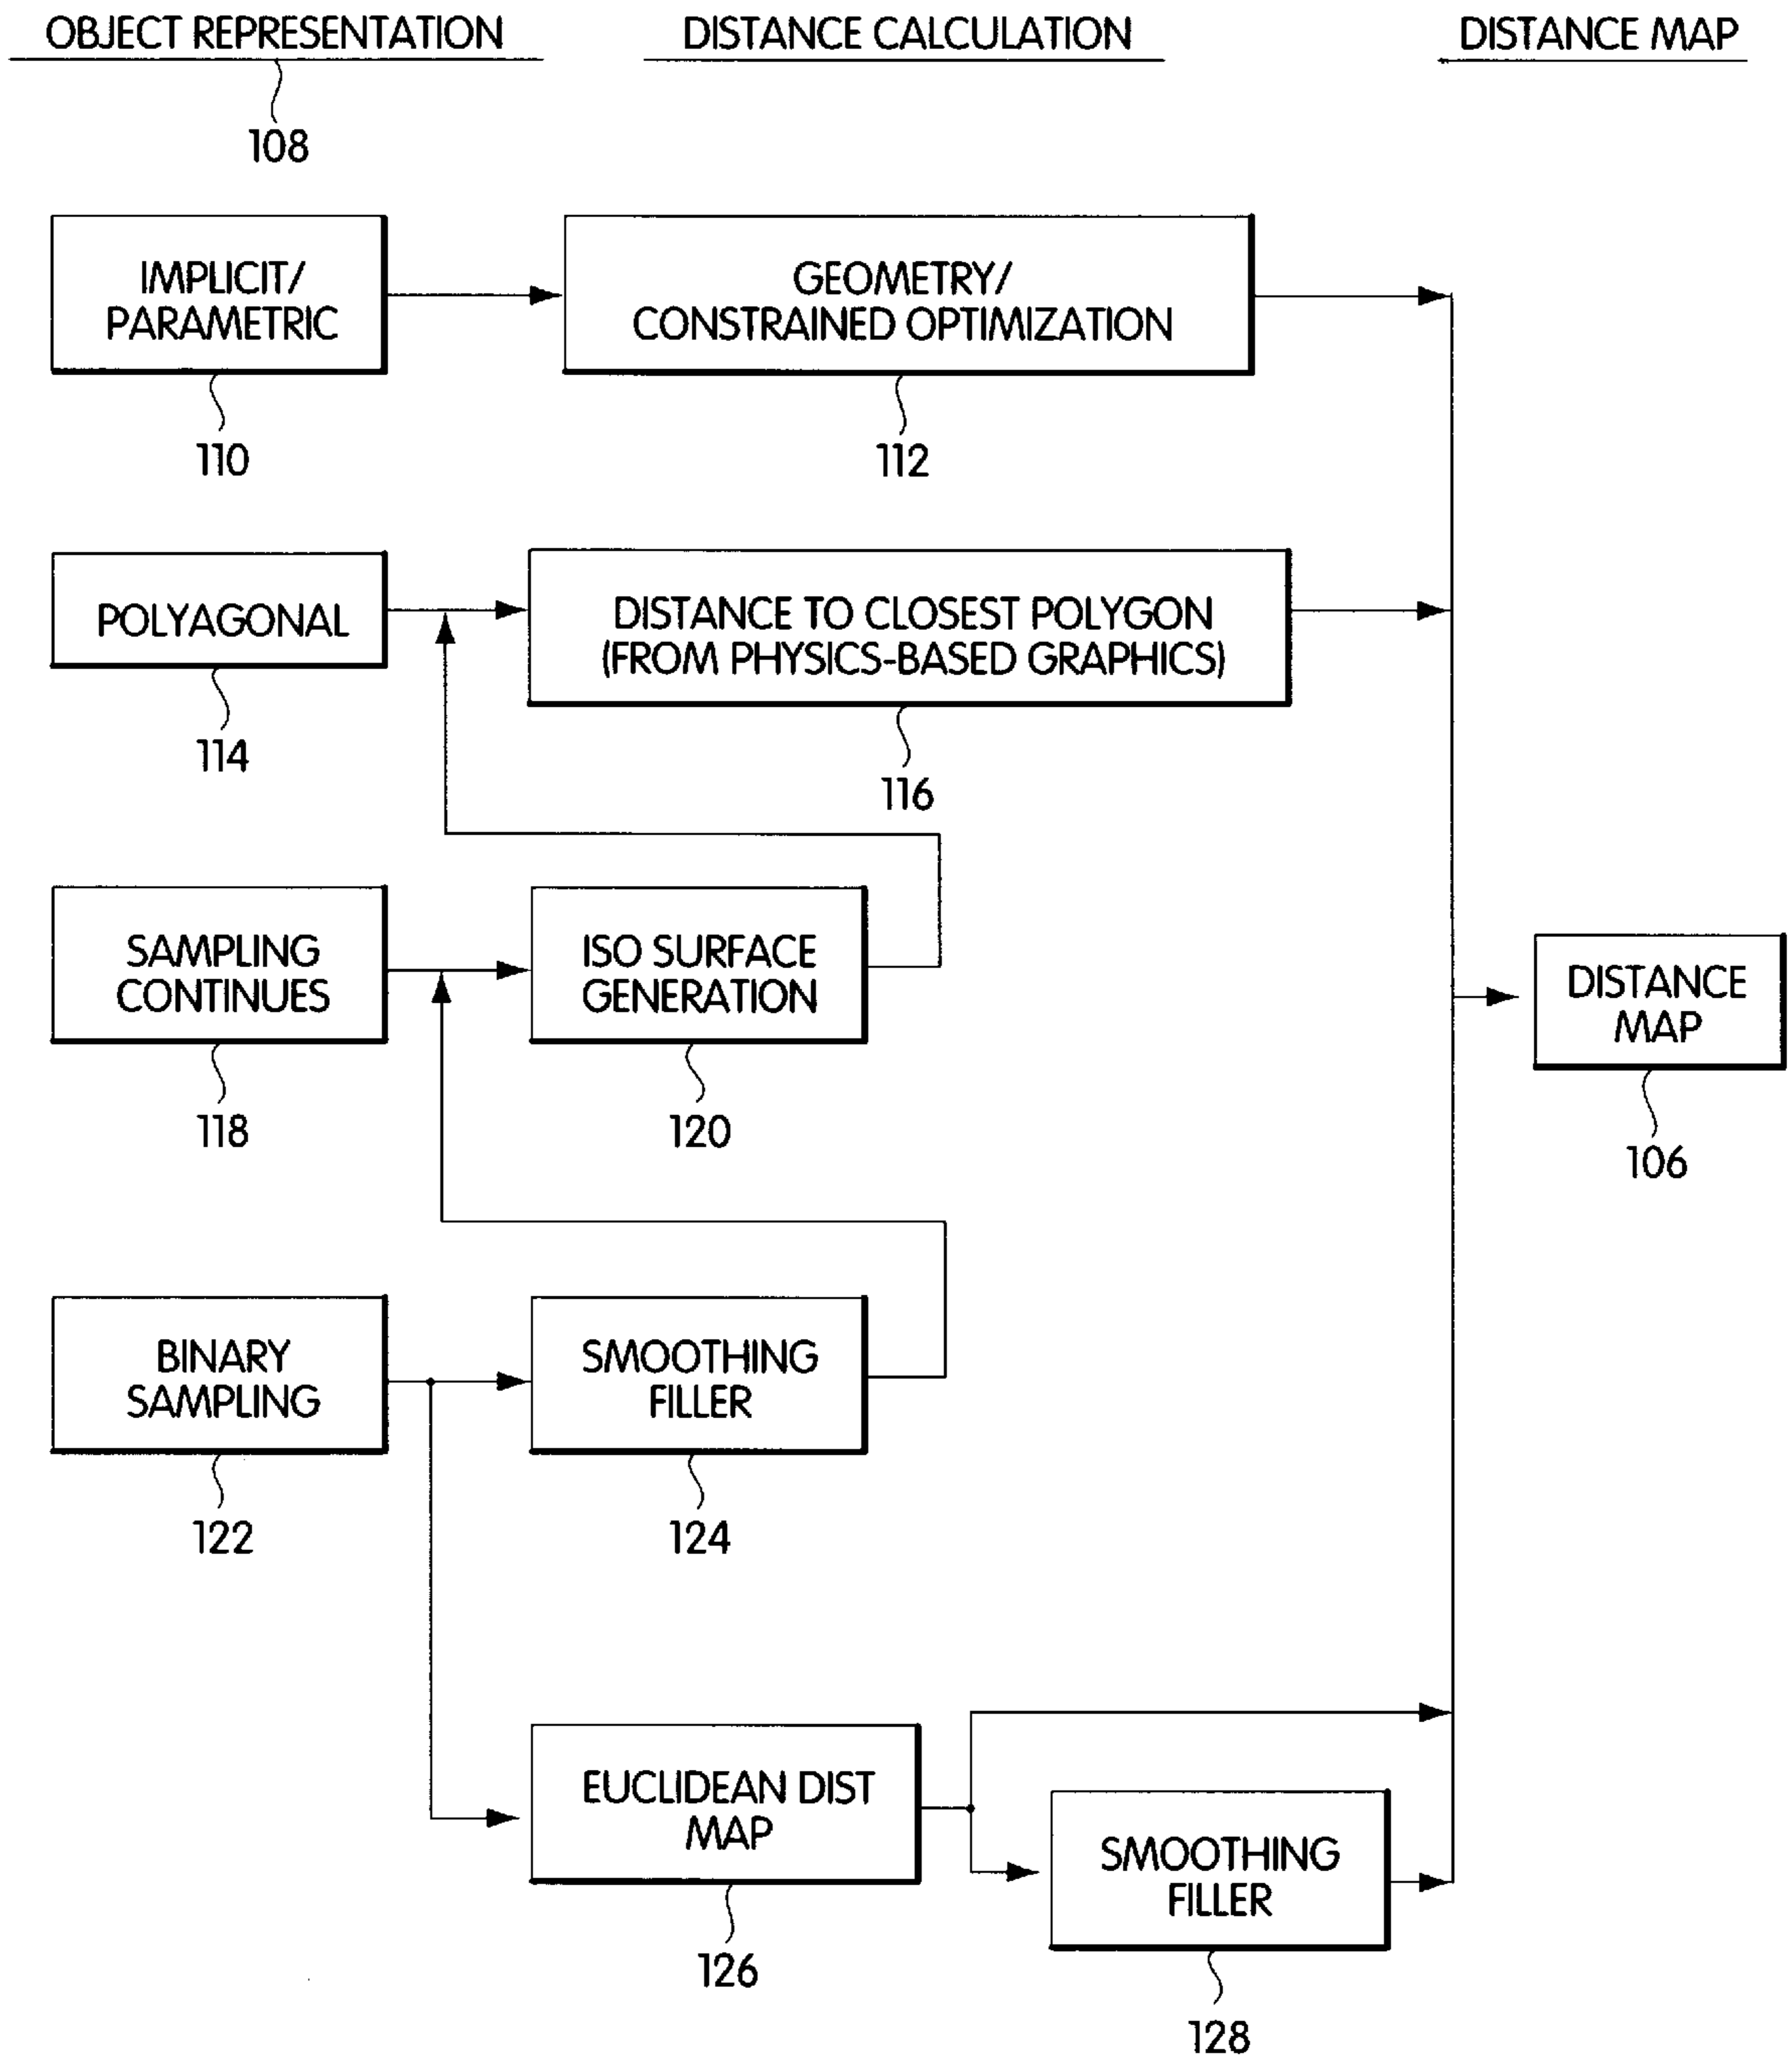 OBJECT REPRESENTATION
DISTANCE CALCULATION
DISTANCE MAP
108
IMPLICIT/
PARAMETRIC
110
GEOMETRY/
CONSTRAINED OPTIMIZATION
112
POLYAGONAL
114
DISTANCE TO CLOSEST POLYGON
(FROM PHYSICS-BASED GRAPHICS)
116
SAMPLING
CONTINUES
118
ISO SURFACE
GENERATION
120
DISTANCE
MAP
106
BINARY
SAMPLING
122
SMOOTHING
FILLER
124
EUCLIDEAN DIST
MAP
126
SMOOTHING
FILLER
128